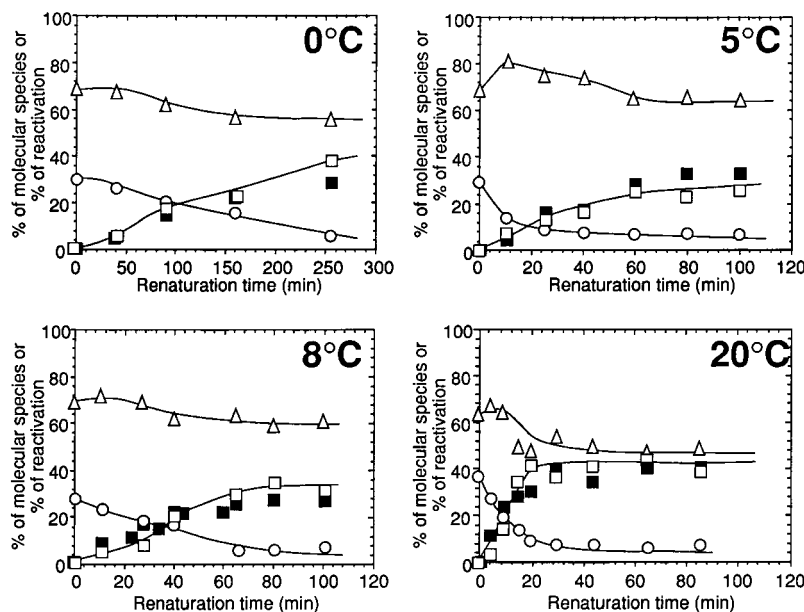 0°C
% of molecular species or
% of reactivation
100
80
60
40
20
0
0 50 100 150 200 250 300
Renaturation time (min)
5°C
% of molecular species or
% of reactivation
100
80
60
40
20
0
0 20 40 60 80 100 120
Renaturation time (min)
8°C
% of molecular species or
% of reactivation
100
80
60
40
20
0
0 20 40 60 80 100 120
Renaturation time (min)
20°C
% of molecular species or
% of reactivation
100
80
60
40
20
0
0 20 40 60 80 100 120
Renaturation time (min)